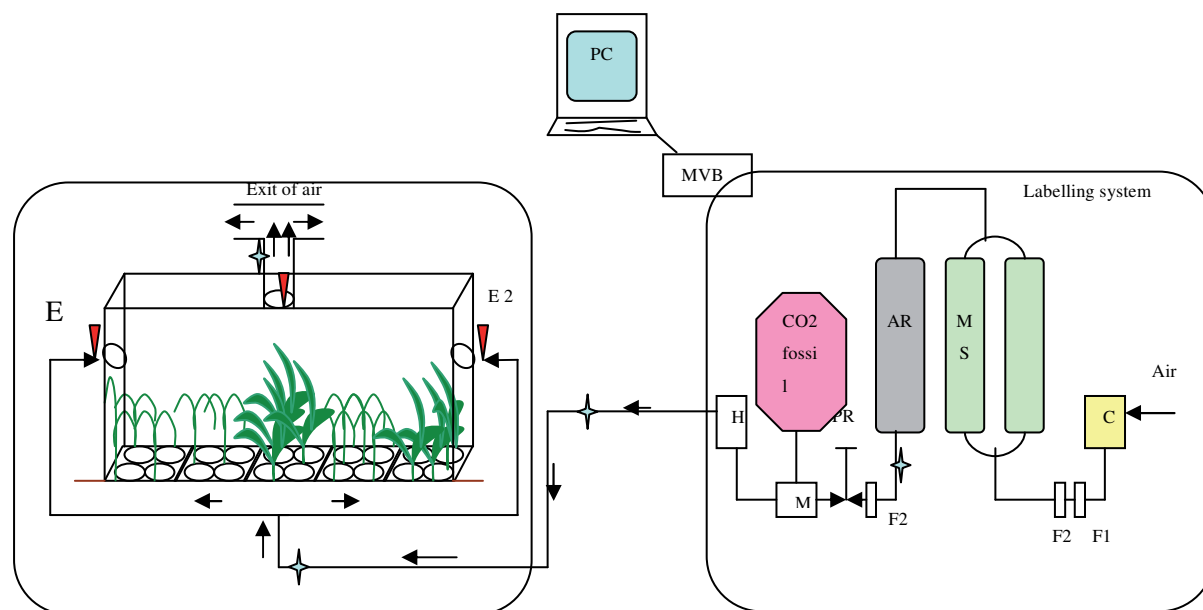 PC
MVB
Exit of air
Labelling system
E
E 2
CO2
fossi
l
AR
M
S
Air
H
PR
C
M
F2
F2
F1